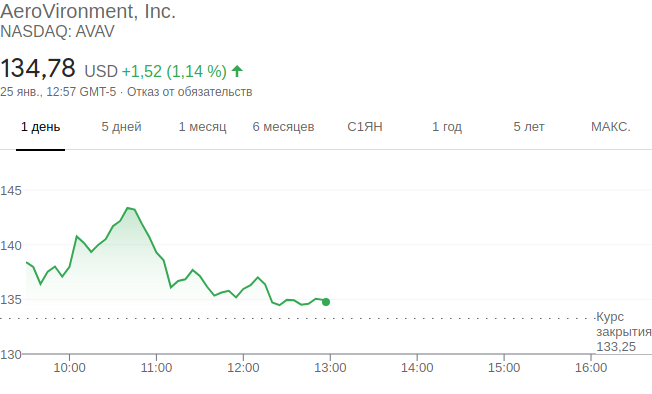 AeroVironment, Inc.
NASDAQ: AVAV
134,78 USD +1,52 (1,14 %)
25 янв., 12:57 GMT-5 · Отказ от обязательств
1 день 5 дней 1 месяц 6 месяцев С1ЯН 1 год 5 лет МАКС.
145
140
135
Курс
закрытия
133,25
130
10:00 11:00 12:00 13:00 14:00 15:00 16:00